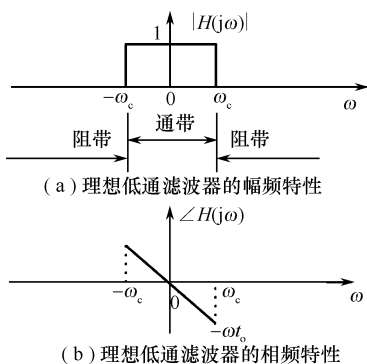 |H(jω)|
1
-ω_c 0 ω_c ω
通带
阻带 阻带
(a)理想低通滤波器的幅频特性
∠H(jω)
-ω_c 0 ω_c ω
-ωt_o
(b)理想低通滤波器的相频特性